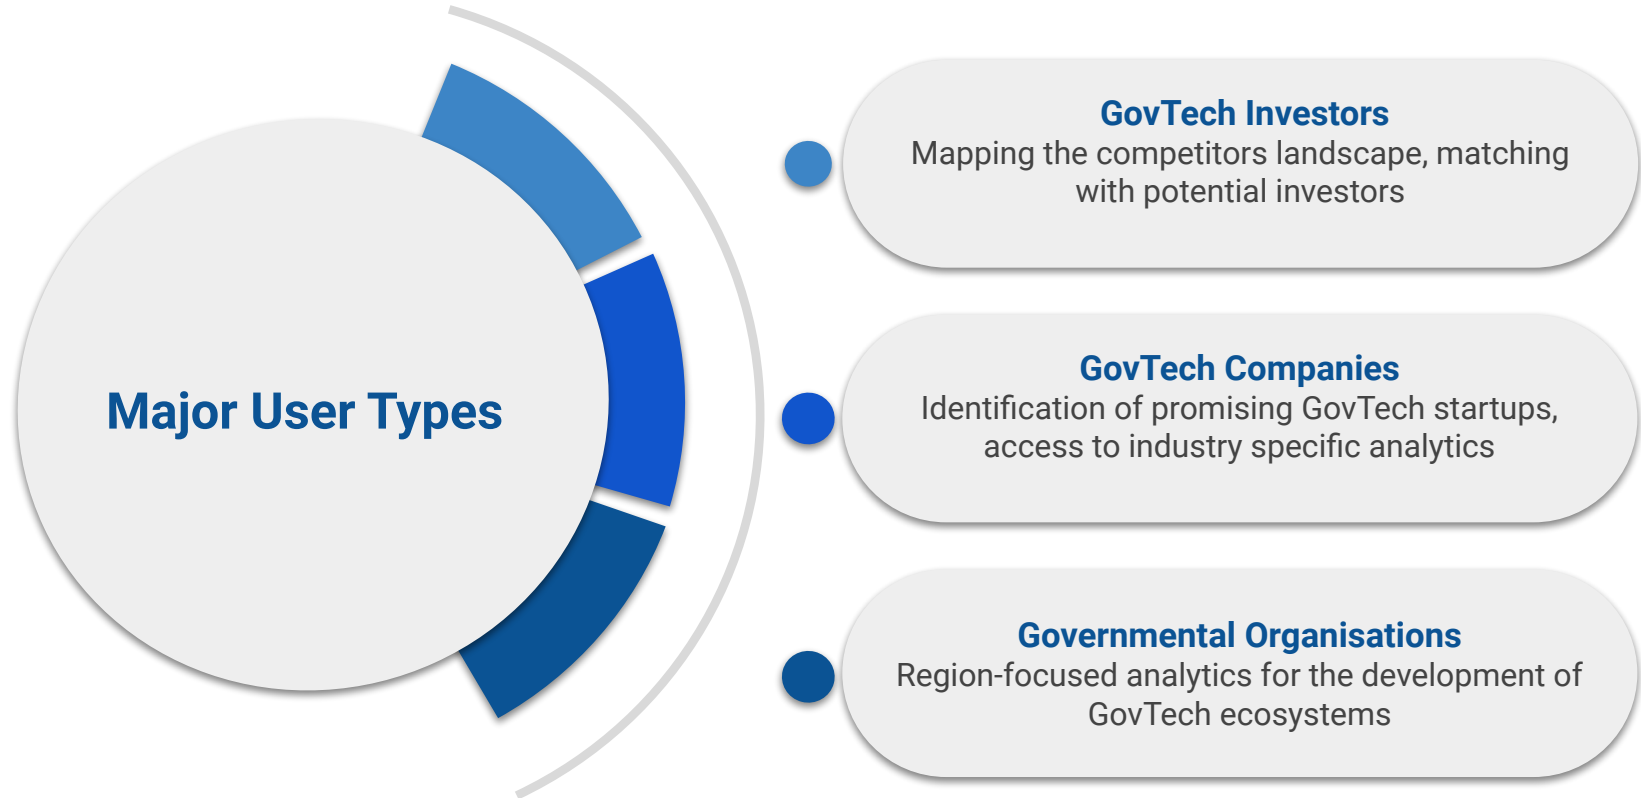 Major User Types
GovTech Investors
Mapping the competitors landscape, matching
with potential investors
GovTech Companies
Identification of promising GovTech startups,
access to industry specific analytics
Governmental Organisations
Region-focused analytics for the development of
GovTech ecosystems